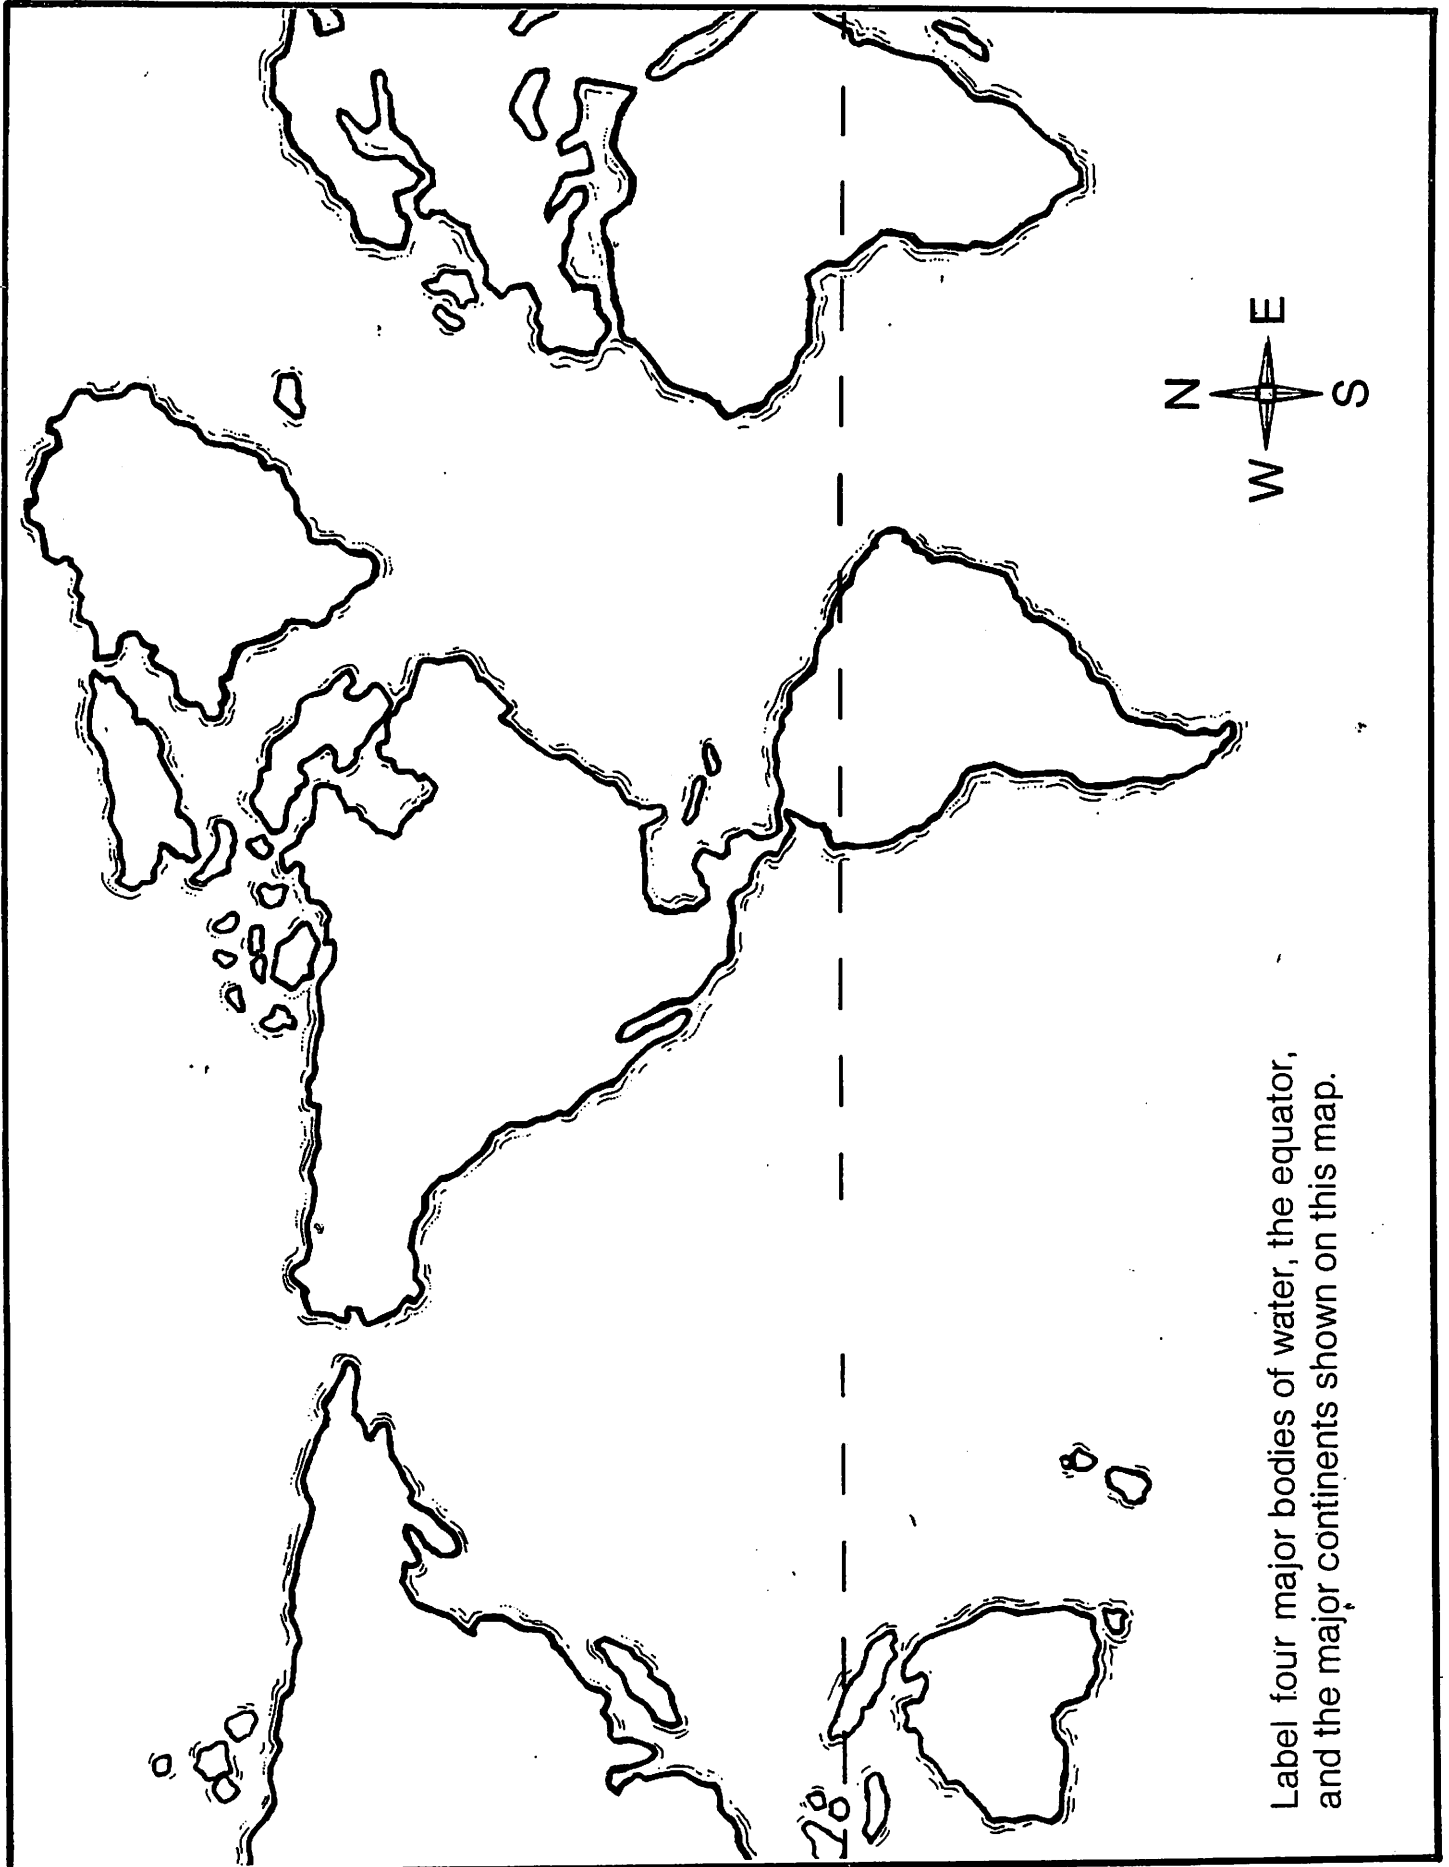 N
W E
S
Label four major bodies of water, the equator,
and the major continents shown on this map.